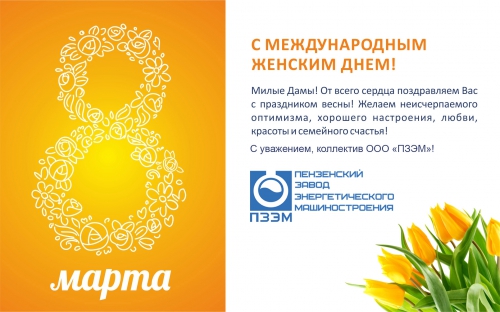 8
марта
С МЕЖДУНАРОДНЫМ
ЖЕНСКИМ ДНЕМ!
Милые Дамы! От всего сердца поздравляем Вас
с праздником весны! Желаем неисчерпаемого
оптимизма, хорошего настроения, любви,
красоты и семейного счастья!
С уважением, коллектив ООО «ПЗЭМ»!
ПЗЭМ
ПЕНЗЕНСКИЙ
ЗАВОД
ЭНЕРГЕТИЧЕСКОГО
МАШИНОСТРОЕНИЯ